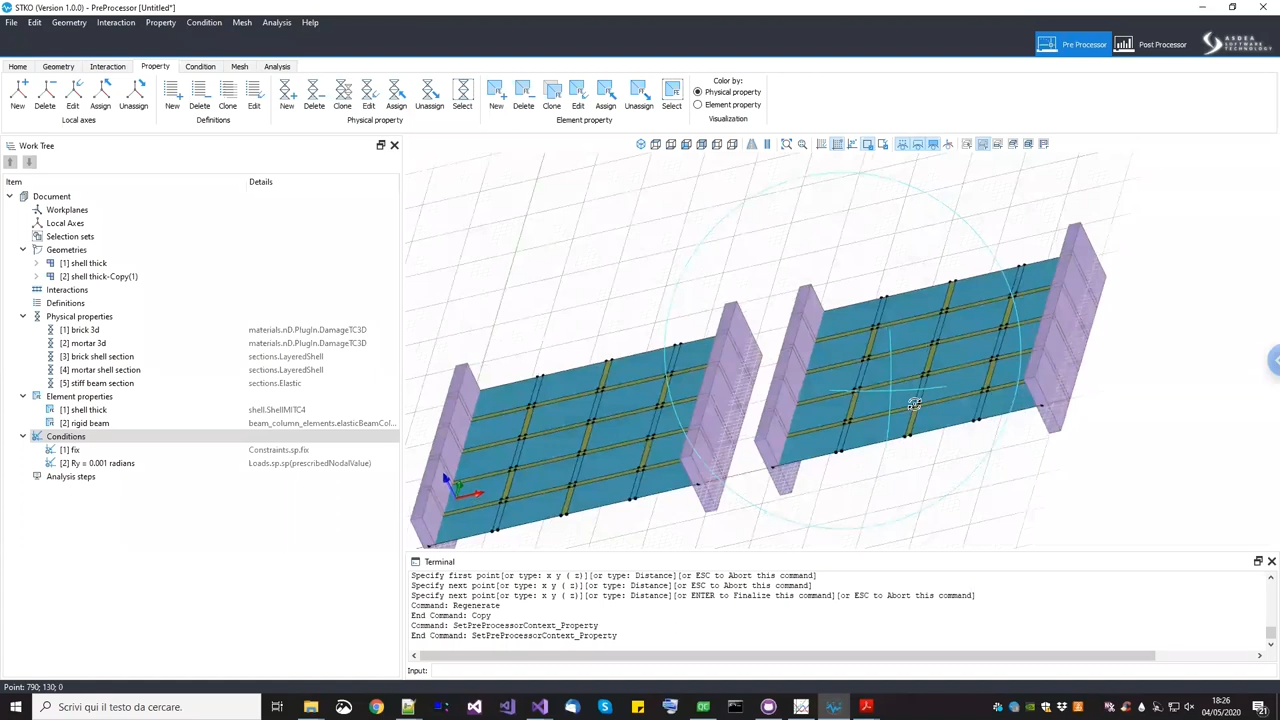 STKO (Version 1.0.0) - PreProcessor [Untitled*]
File Edit Geometry Interaction Property Condition Mesh Analysis Help
Pre Processor Post Processor ASDEA SOFTWARE TECHNOLOGY
Home Geometry Interaction Property Condition Mesh Analysis
New Delete Edit Assign Unassign New Delete Clone Edit New Delete Clone Edit Assign Unassign Select New Delete Clone Edit Assign Unassign Select
Color by:
Physical property
Element property
Local axes Definitions Physical property Element property Visualization
Work Tree
Item Details
Document
Workplanes
Local Axes
Selection sets
Geometries
[1] shell thick
[2] shell thick-Copy(1)
Interactions
Definitions
Physical properties
[1] brick 3d materials.nD.PlugIn.DamageTC3D
[2] mortar 3d materials.nD.PlugIn.DamageTC3D
[3] brick shell section sections.LayeredShell
[4] mortar shell section sections.LayeredShell
[5] stiff beam section sections.Elastic
Element properties
[1] shell thick shell.ShellMITC4
[2] rigid beam beam_column_elements.elasticBeamCol...
Conditions
[1] fix Constraints.sp.fix
[2] Ry = 0.001 radians Loads.sp.sp(prescribedNodalValue)
Analysis steps
Terminal
Specify first point[or type: x y ( z)][or type: Distance][or ESC to Abort this command]
Specify next point[or type: x y ( z)][or type: Distance][or ESC to Abort this command]
Specify next point[or type: x y ( z)][or type: Distance][or ENTER to Finalize this command][or ESC to Abort this command]
Command: Regenerate
End Command: Copy
Command: SetPreProcessorContext_Property
End Command: SetPreProcessorContext_Property
Input:
Point: 790; 130; 0
Scrivi qui il testo da cercare.
18:26
04/05/2020